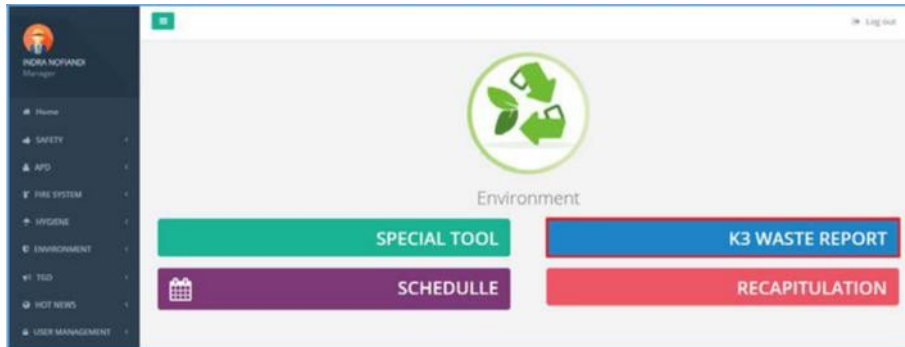 Log out
INDRA NOFIANDI
Manager
Home
SAFETY
APD
FIRE SYSTEM
HYGIENE
ENVIRONMENT
TGD
HOT NEWS
USER MANAGEMENT
Environment
SPECIAL TOOL
K3 WASTE REPORT
SCHEDULLE
RECAPITULATION